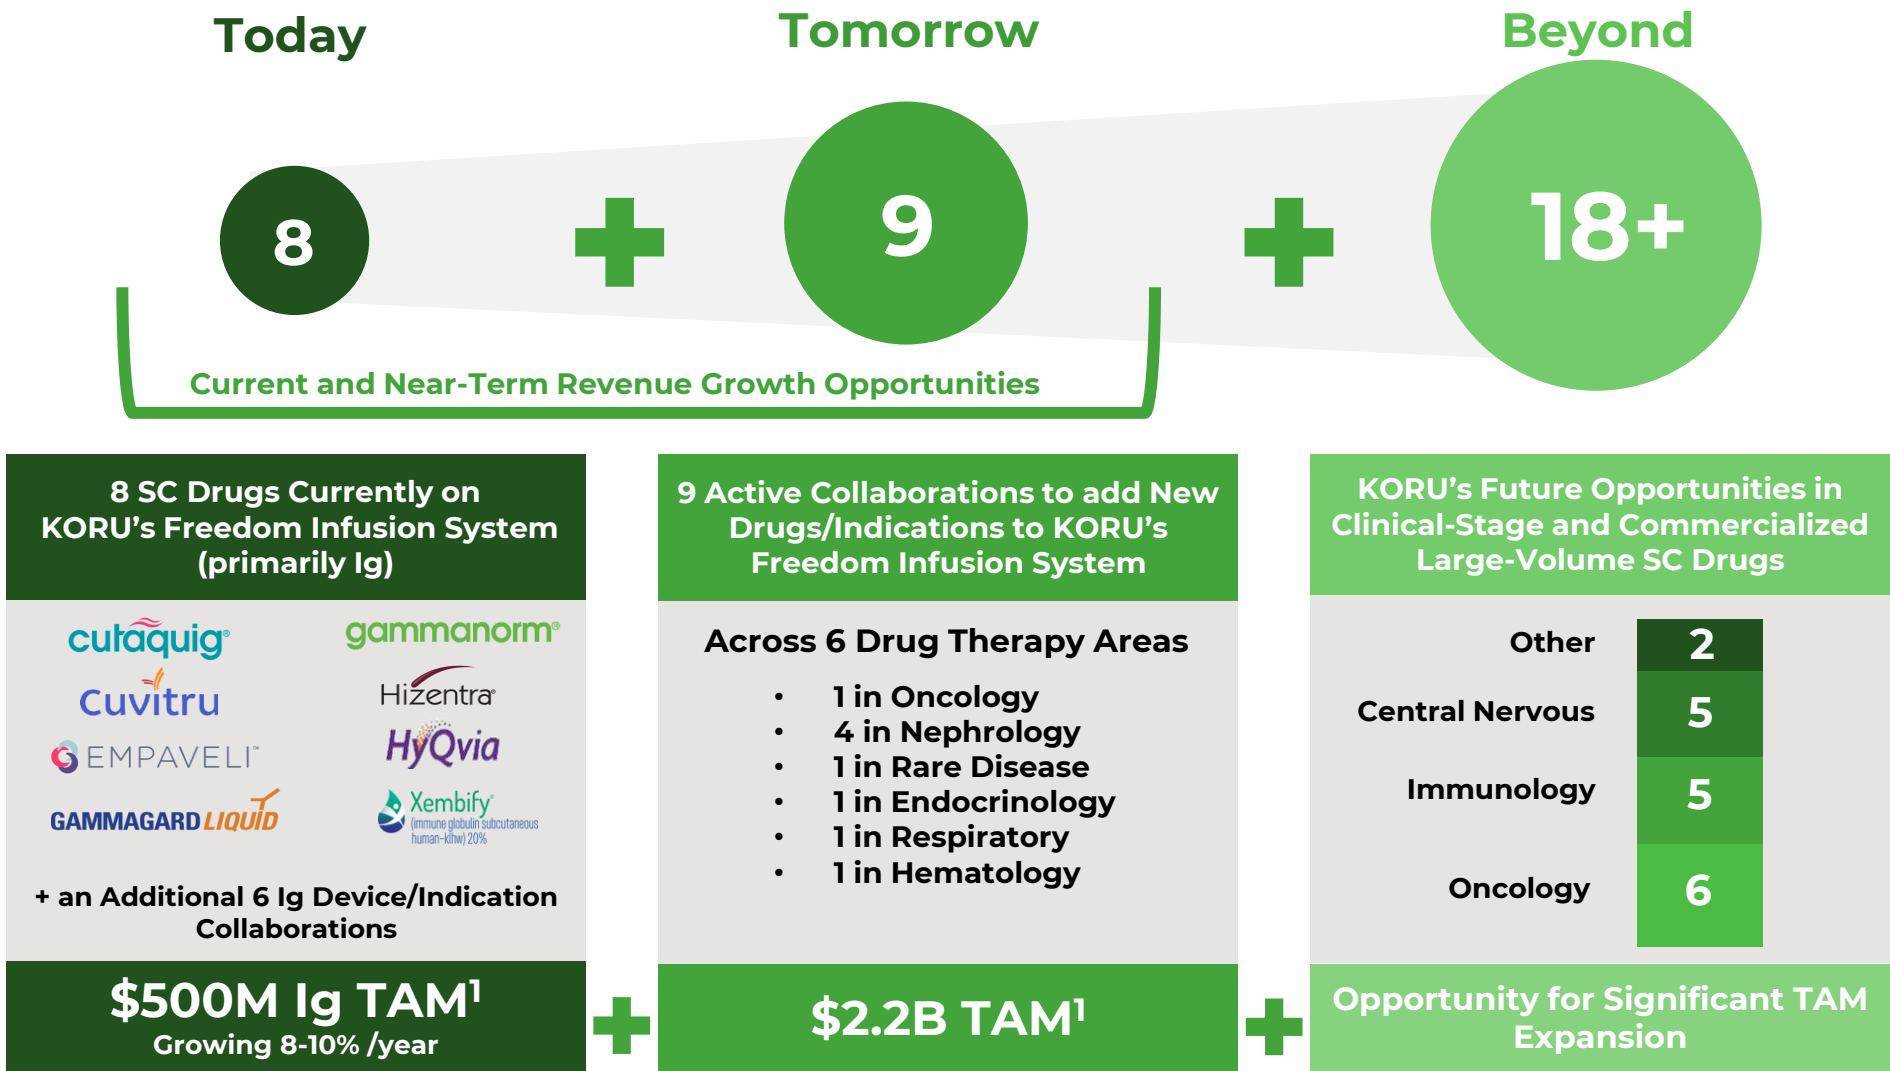 Today
Tomorrow
Beyond
8
9
18+
Current and Near-Term Revenue Growth Opportunities
8 SC Drugs Currently on
KORU's Freedom Infusion System
(primarily Ig)
cutaquig®
gammanorm®
cuvitru
Hizentra®
EMPAVELI™
HyQvia
GAMMAGARD LIQUID
Xembify®
(immune globulin subcutaneous
human-klhw) 20%
+ an Additional 6 Ig Device/Indication
Collaborations
$500M Ig TAM¹
Growing 8-10% /year
9 Active Collaborations to add New
Drugs/Indications to KORU's
Freedom Infusion System
Across 6 Drug Therapy Areas
• 1 in Oncology
• 4 in Nephrology
• 1 in Rare Disease
• 1 in Endocrinology
• 1 in Respiratory
• 1 in Hematology
$2.2B TAM¹
KORU's Future Opportunities in
Clinical-Stage and Commercialized
Large-Volume SC Drugs
Other 2
Central Nervous 5
Immunology 5
Oncology 6
Opportunity for Significant TAM
Expansion